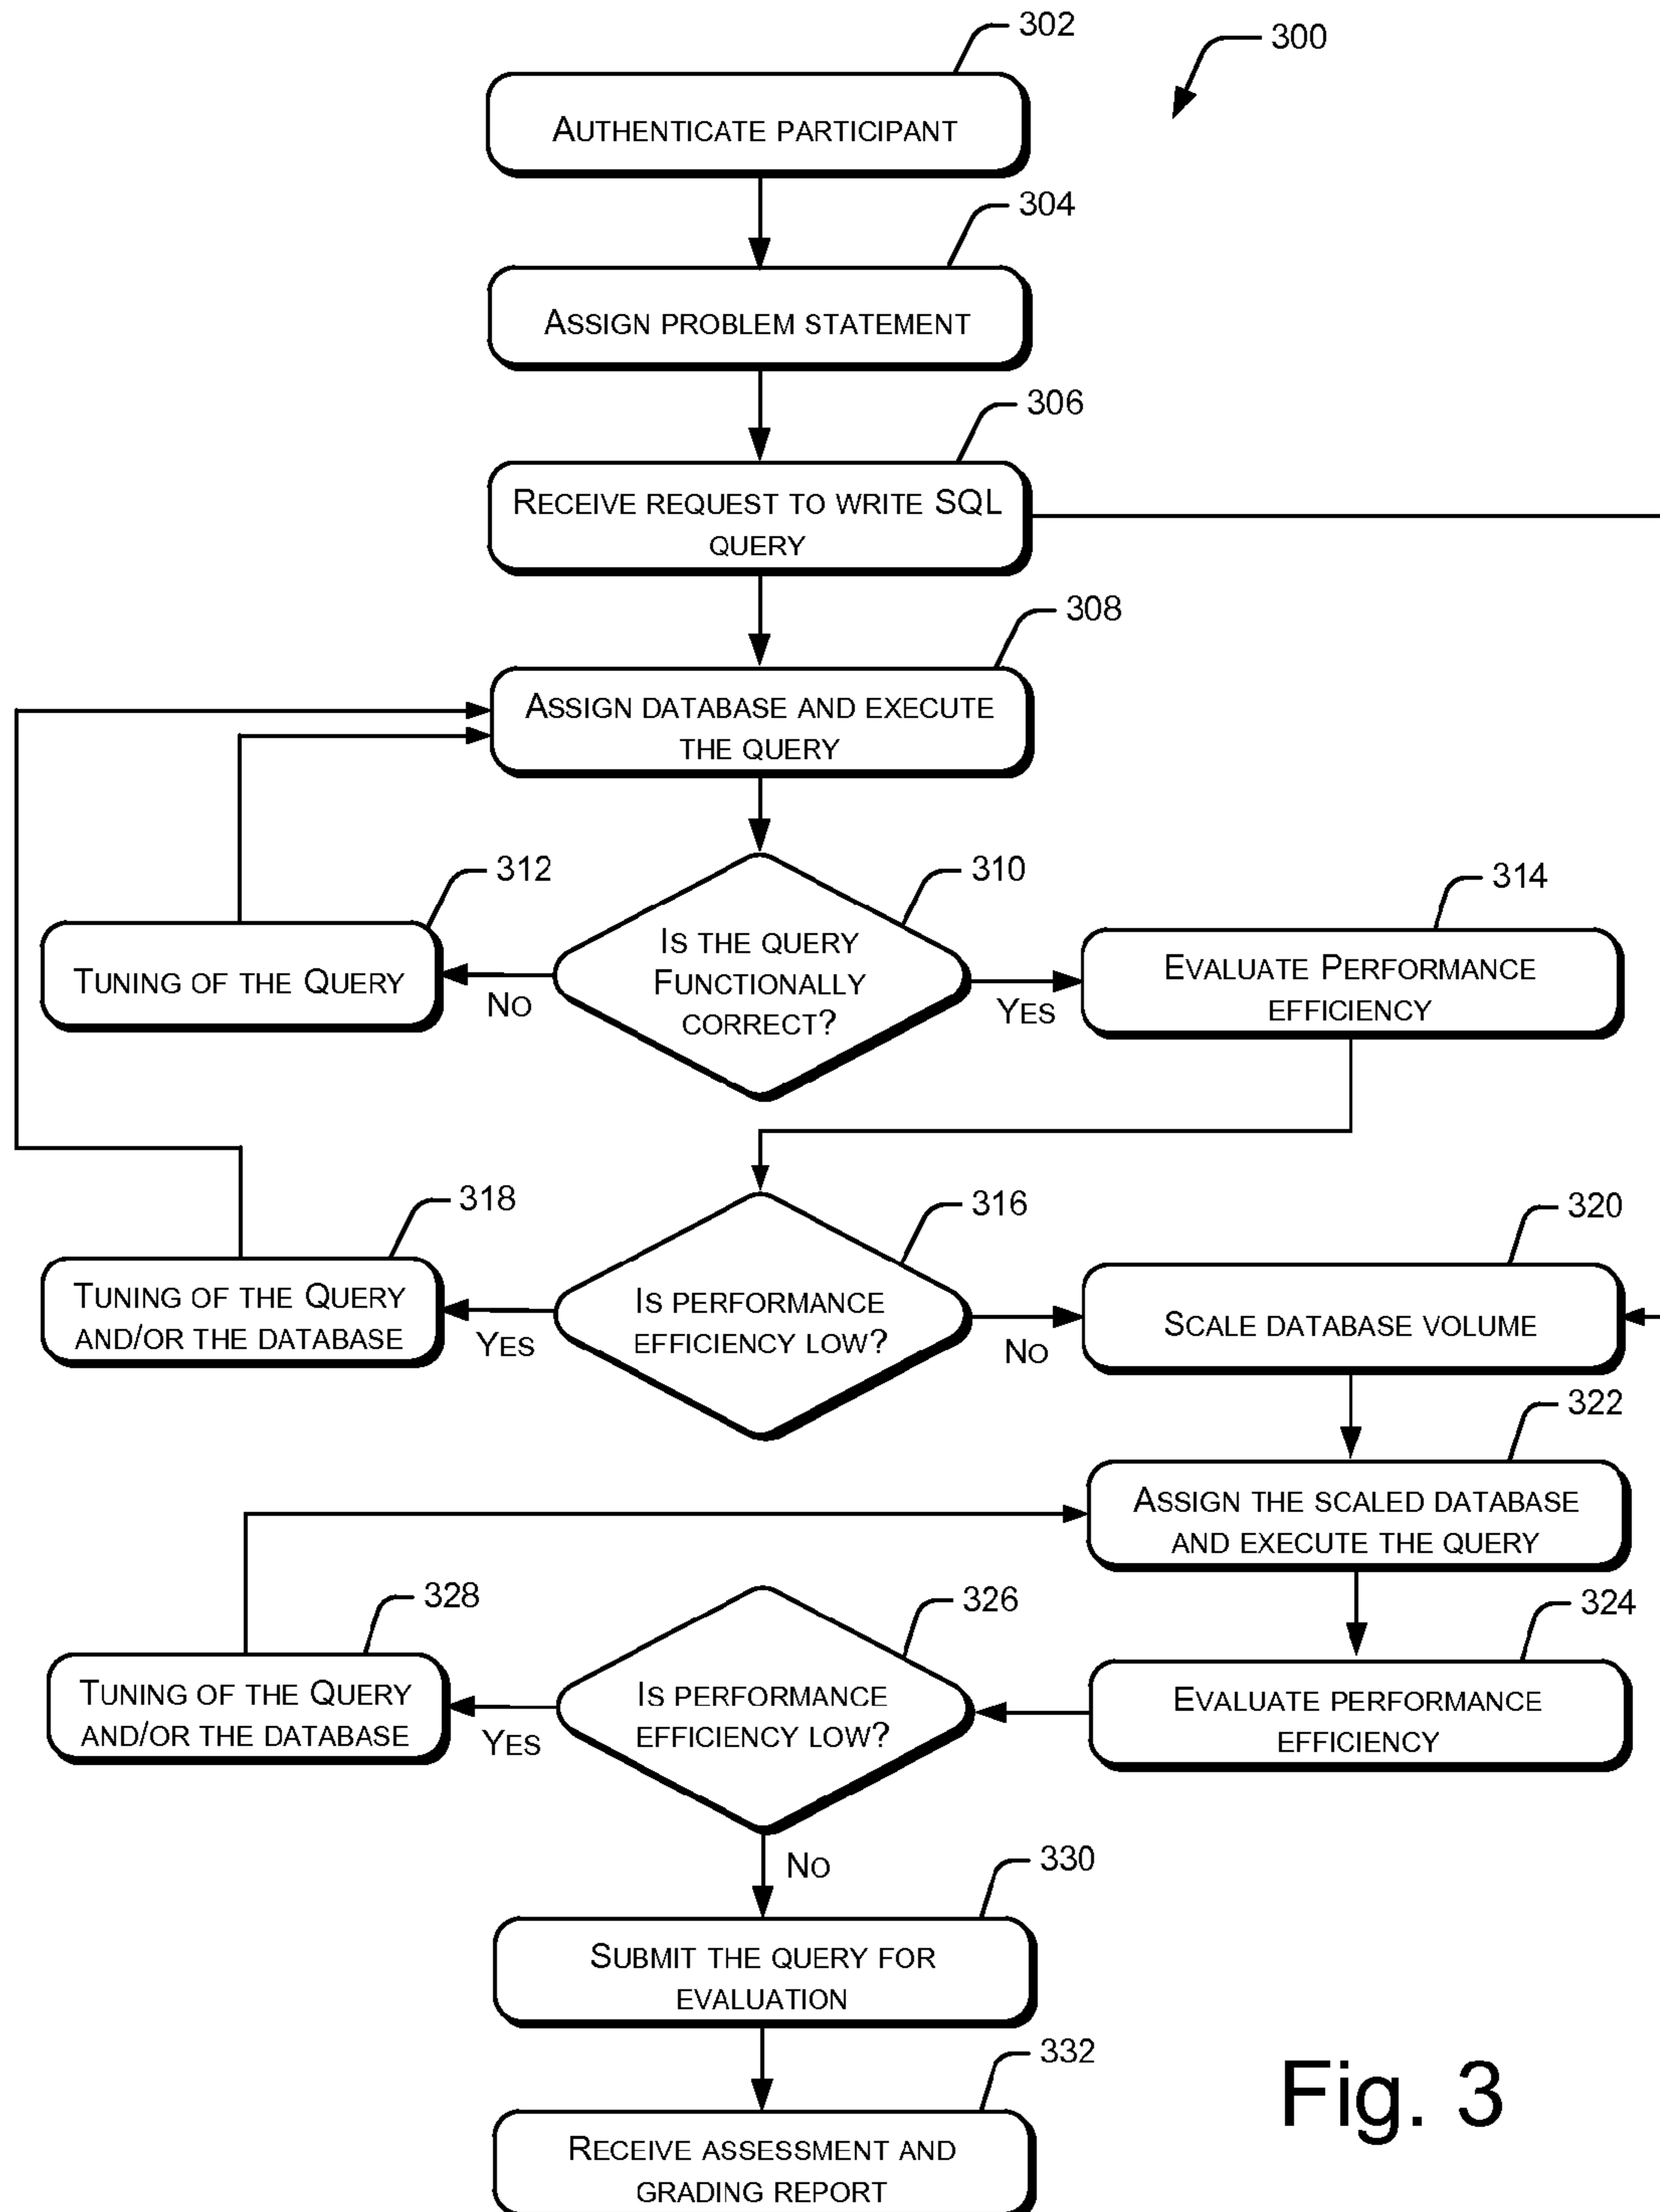 302
300
AUTHENTICATE PARTICIPANT
304
ASSIGN PROBLEM STATEMENT
306
RECEIVE REQUEST TO WRITE SQL
QUERY
308
ASSIGN DATABASE AND EXECUTE
THE QUERY
312
310
314
IS THE QUERY
FUNCTIONALLY
CORRECT?
TUNING OF THE QUERY
NO
YES
EVALUATE PERFORMANCE
EFFICIENCY
318
316
320
TUNING OF THE QUERY
AND/OR THE DATABASE
YES
IS PERFORMANCE
EFFICIENCY LOW?
NO
SCALE DATABASE VOLUME
322
ASSIGN THE SCALED DATABASE
AND EXECUTE THE QUERY
328
326
324
TUNING OF THE QUERY
AND/OR THE DATABASE
YES
IS PERFORMANCE
EFFICIENCY LOW?
EVALUATE PERFORMANCE
EFFICIENCY
NO
330
SUBMIT THE QUERY FOR
EVALUATION
332
RECEIVE ASSESSMENT AND
GRADING REPORT
Fig. 3